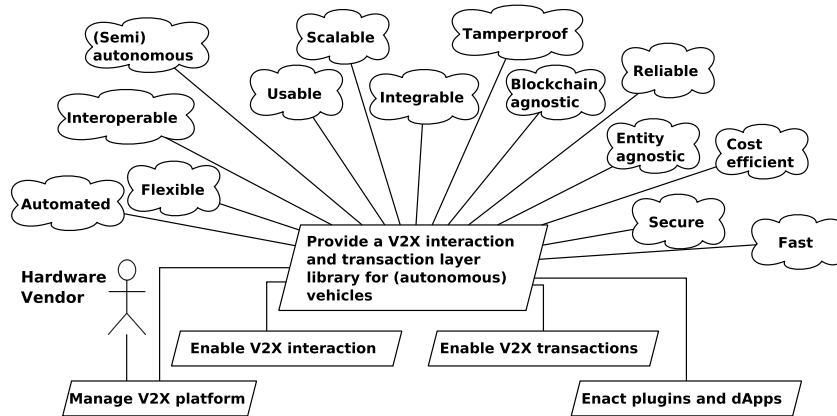 (Semi)
autonomous
Scalable
Tamperproof
Usable
Integrable
Blockchain
agnostic
Reliable
Interoperable
Entity
agnostic
Cost
efficient
Automated
Flexible
Secure
Fast
Provide a V2X interaction
and transaction layer
library for (autonomous)
vehicles
Hardware
Vendor
Enable V2X interaction
Enable V2X transactions
Manage V2X platform
Enact plugins and dApps